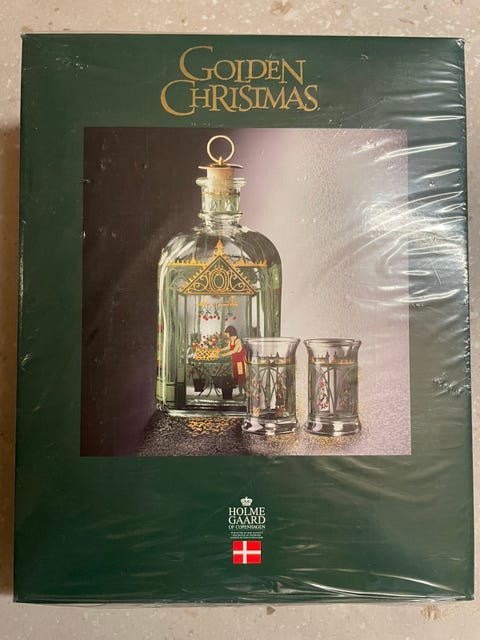 GOLDEN
CHRISTMAS
HOLME
GAARD
OF COPENHAGEN